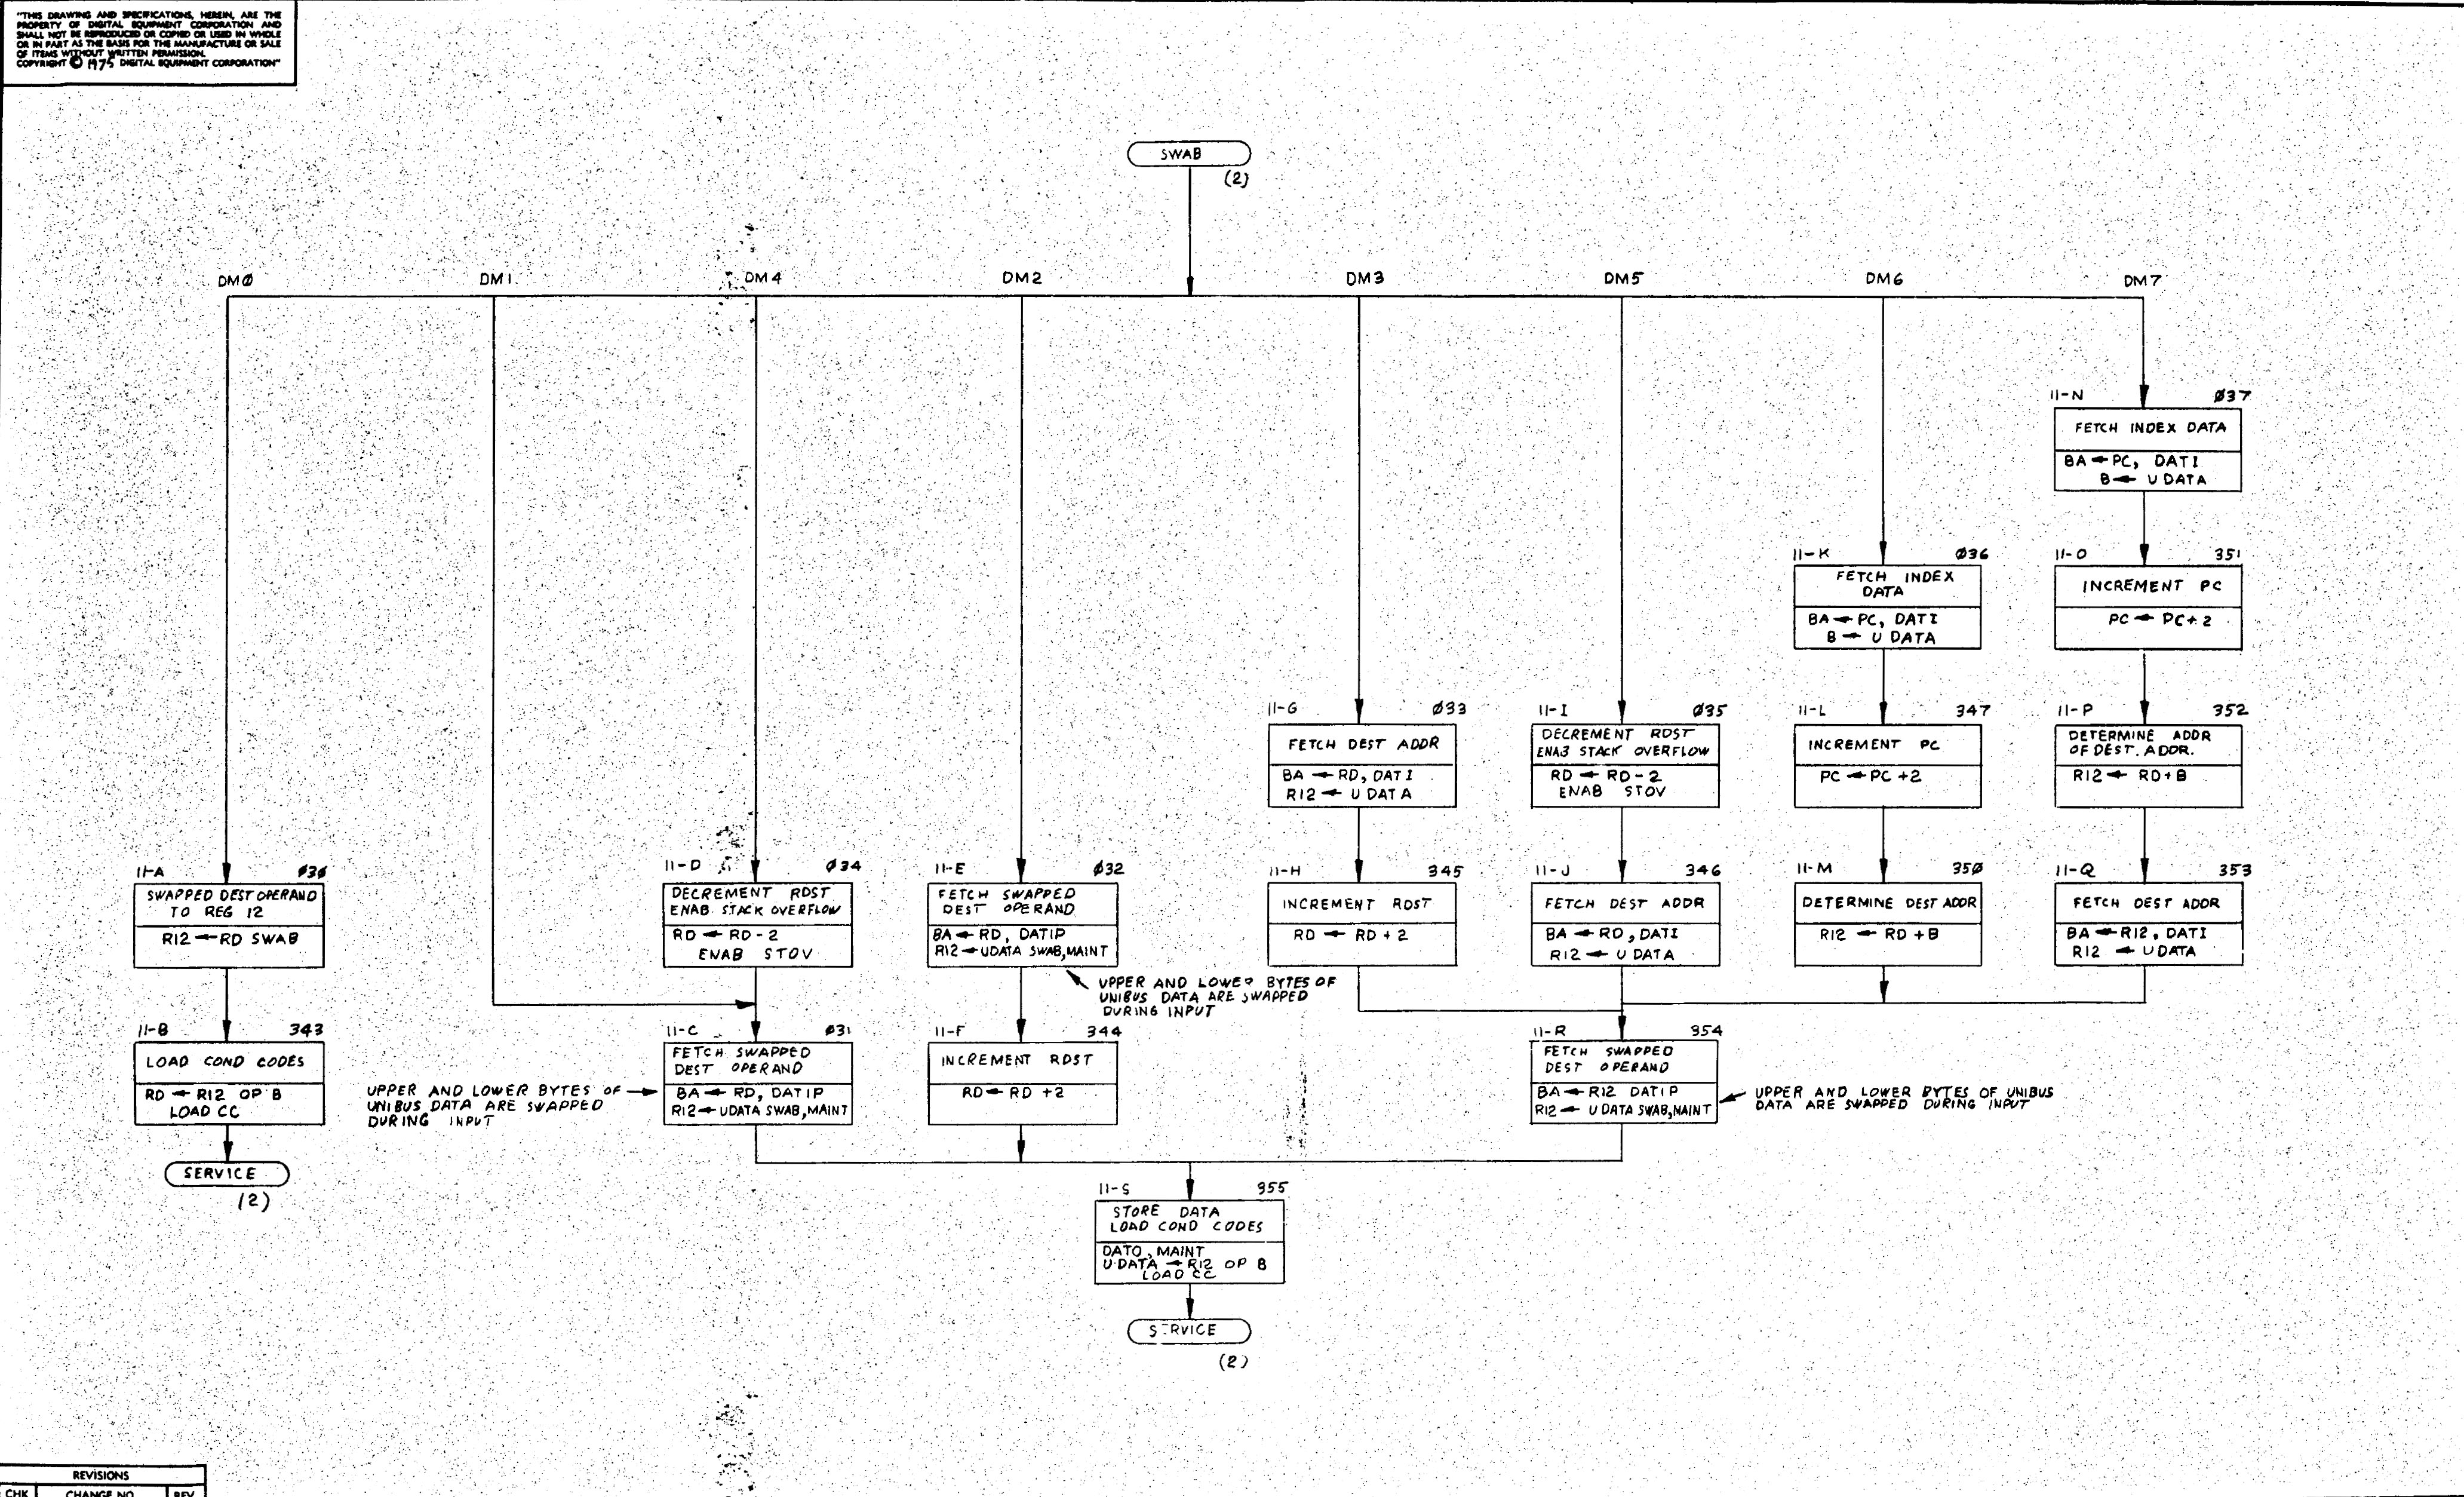 "THIS DRAWING AND SPECIFICATIONS, HEREIN, ARE THE
PROPERTY OF DIGITAL EQUIPMENT CORPORATION AND
SHALL NOT BE REPRODUCED OR COPIED OR USED IN WHOLE
OR IN PART AS THE BASIS FOR THE MANUFACTURE OR SALE
OF ITEMS WITHOUT WRITTEN PERMISSION.
COPYRIGHT © 1975 DIGITAL EQUIPMENT CORPORATION"
SWAB
(2)
DMØ
DM1
DM4
DM2
DM3
DM5
DM6
DM7
11-N Ø37
FETCH INDEX DATA
BA ← PC, DATI
B ← U DATA
11-K Ø36
FETCH INDEX
DATA
BA ← PC, DATI
B ← U DATA
11-O 351
INCREMENT PC
PC ← PC+2
11-G Ø33
FETCH DEST ADDR
BA ← RD, DATI
R12 ← U DATA
11-I Ø35
DECREMENT RDST
ENAB STACK OVERFLOW
RD ← RD-2
ENAB STOV
11-L 347
INCREMENT PC
PC ← PC+2
11-P 352
DETERMINE ADDR
OF DEST. ADDR.
R12 ← RD+B
11-A Ø3Ø
SWAPPED DEST OPERAND
TO REG 12
R12 ← RD SWAB
11-D Ø34
DECREMENT RDST
ENAB STACK OVERFLOW
RD ← RD-2
ENAB STOV
11-E Ø32
FETCH SWAPPED
DEST OPERAND
BA ← RD, DATIP
R12 ← UDATA SWAB, MAINT
UPPER AND LOWER BYTES OF
UNIBUS DATA ARE SWAPPED
DURING INPUT
11-H 345
INCREMENT RDST
RD ← RD+2
11-J 346
FETCH DEST ADDR
BA ← RD, DATI
R12 ← U DATA
11-M 35Ø
DETERMINE DEST ADDR
R12 ← RD+B
11-Q 353
FETCH DEST ADDR
BA ← R12, DATI
R12 ← U DATA
11-B 343
LOAD COND CODES
RD ← R12 OP B
LOAD CC
SERVICE
(2)
UPPER AND LOWER BYTES OF
UNIBUS DATA ARE SWAPPED
DURING INPUT
11-C Ø31
FETCH SWAPPED
DEST OPERAND
BA ← RD, DATIP
R12 ← UDATA SWAB, MAINT
11-F 344
INCREMENT RDST
RD ← RD+2
11-R 354
FETCH SWAPPED
DEST OPERAND
BA ← R12 DATIP
R12 ← U DATA SWAB, MAINT
UPPER AND LOWER BYTES OF UNIBUS
DATA ARE SWAPPED DURING INPUT
11-S 355
STORE DATA
LOAD COND CODES
DATO, MAINT
U DATA ← R12 OP B
LOAD CC
SERVICE
(2)
REVISIONS
CHK CHANGE NO. REV